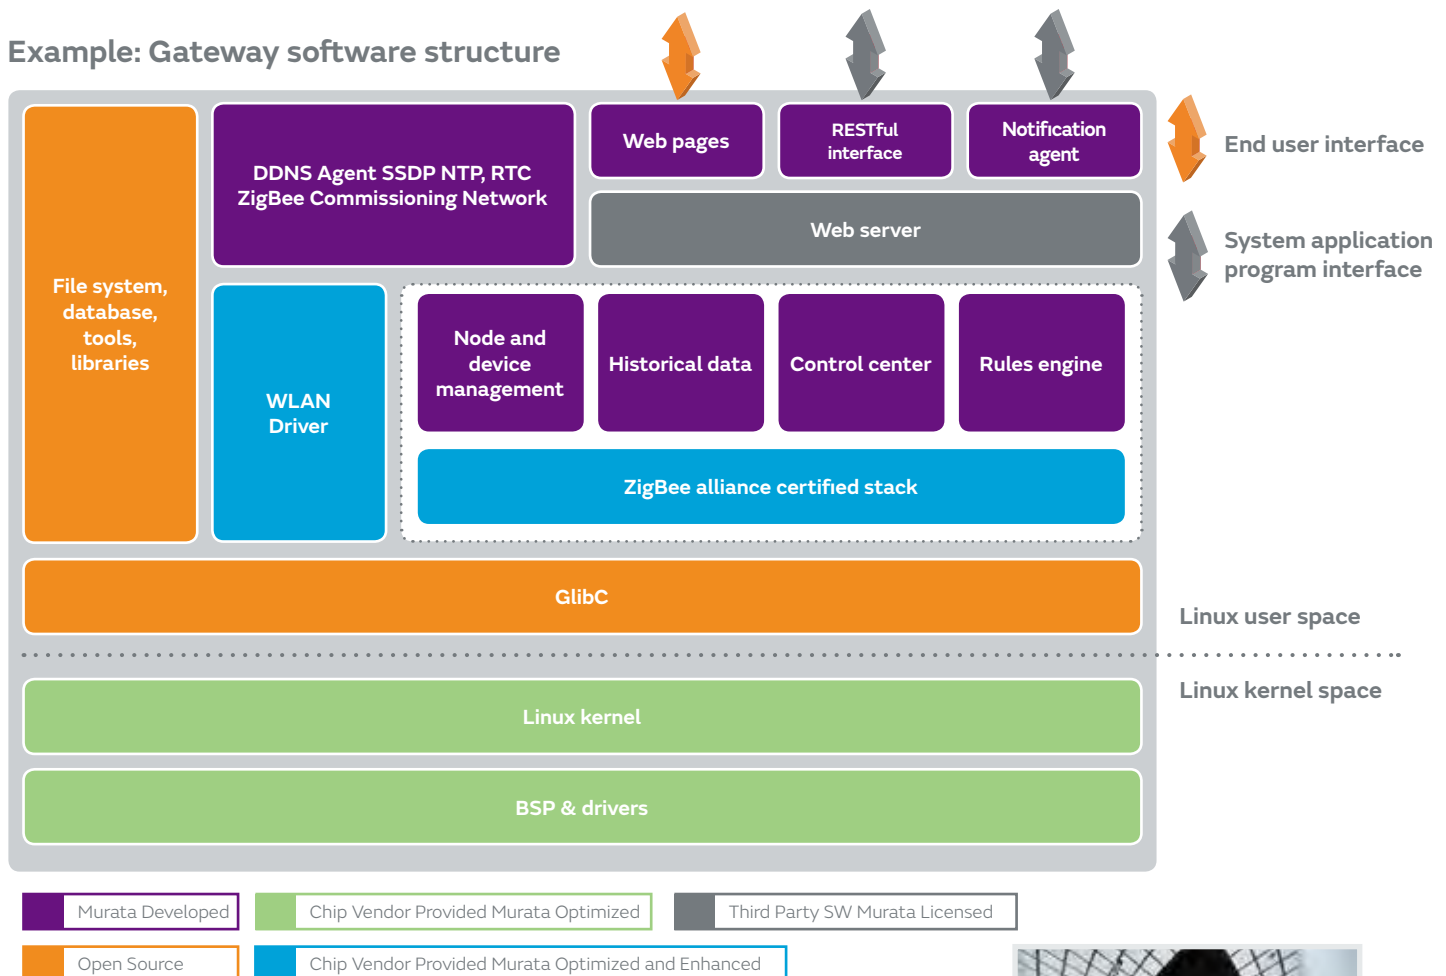 Example: Gateway software structure
Web pages
RESTful
interface
Notification
agent
End user interface
DDNS Agent SSDP NTP, RTC
ZigBee Commissioning Network
Web server
System application
program interface
File system,
database,
tools,
libraries
WLAN
Driver
Node and
device
management
Historical data
Control center
Rules engine
ZigBee alliance certified stack
GlibC
Linux user space
Linux kernel space
Linux kernel
BSP & drivers
Murata Developed
Chip Vendor Provided Murata Optimized
Third Party SW Murata Licensed
Open Source
Chip Vendor Provided Murata Optimized and Enhanced